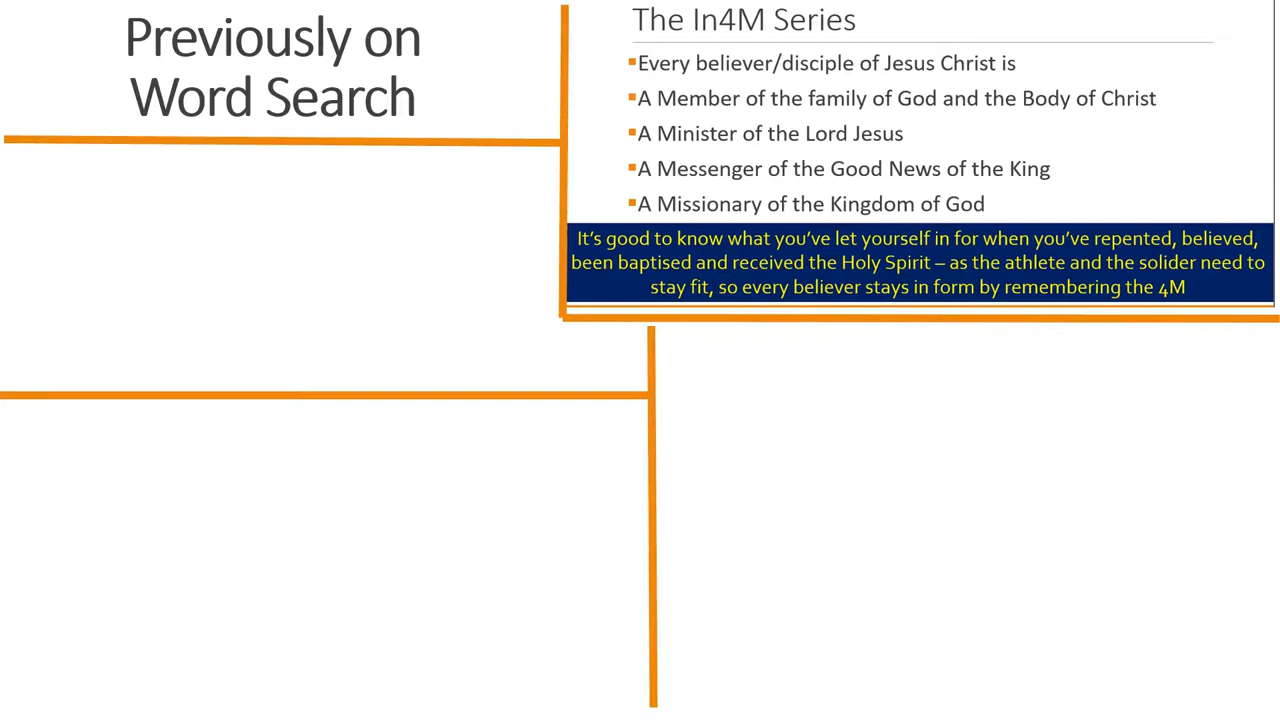 Previously on
Word Search
The In4M Series
▪Every believer/disciple of Jesus Christ is
▪A Member of the family of God and the Body of Christ
▪A Minister of the Lord Jesus
▪A Messenger of the Good News of the King
▪A Missionary of the Kingdom of God
It's good to know what you've let yourself in for when you've repented, believed,
been baptised and received the Holy Spirit – as the athlete and the solider need to
stay fit, so every believer stays in form by remembering the 4M